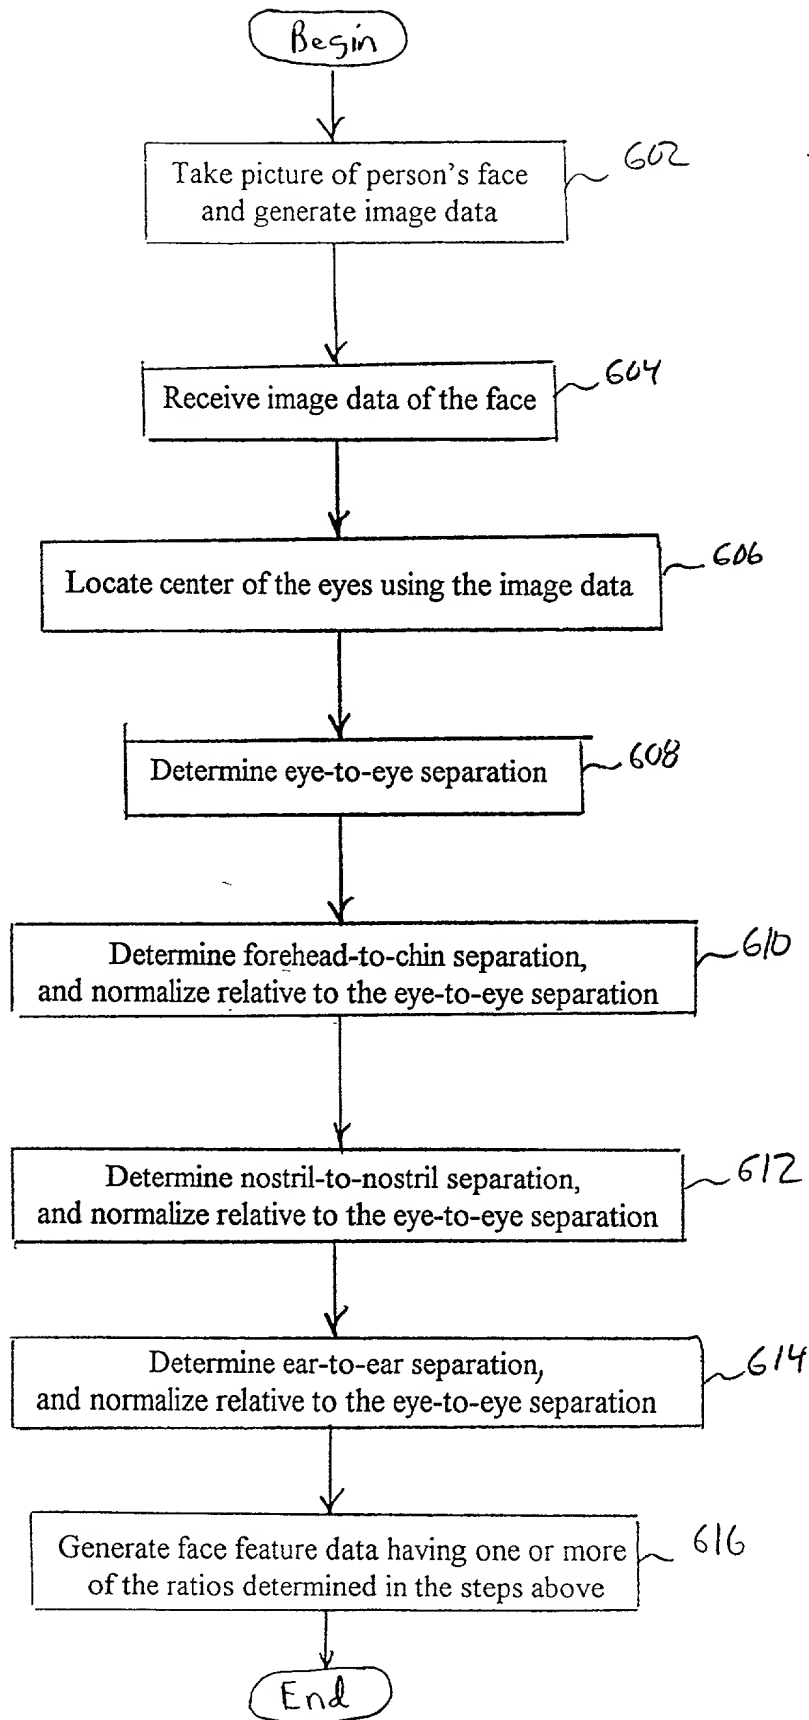 Begin
Take picture of person's face
and generate image data
602
Receive image data of the face
604
Locate center of the eyes using the image data
606
Determine eye-to-eye separation
608
Determine forehead-to-chin separation,
and normalize relative to the eye-to-eye separation
610
Determine nostril-to-nostril separation,
and normalize relative to the eye-to-eye separation
612
Determine ear-to-ear separation,
and normalize relative to the eye-to-eye separation
614
Generate face feature data having one or more
of the ratios determined in the steps above
616
End